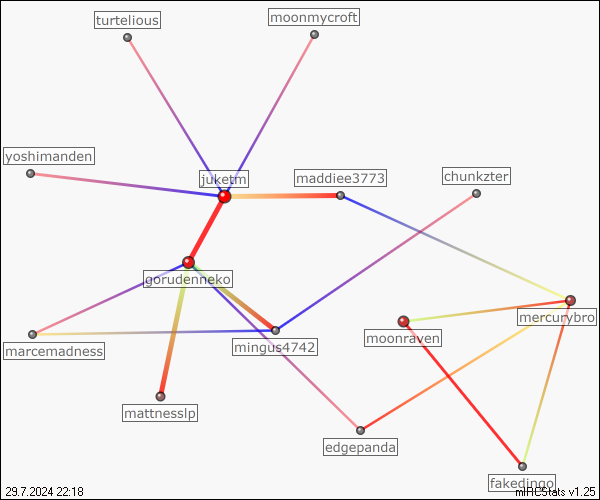 turtelious
moonmycroft
yoshimanden
juketm
maddiee3773
chunkzter
gorudenneko
mercurybro
marcemadness
mingus4742
moonraven
mattnesslp
edgepanda
fakedingo
29.7.2024 22:18
mIRCStats v1.25